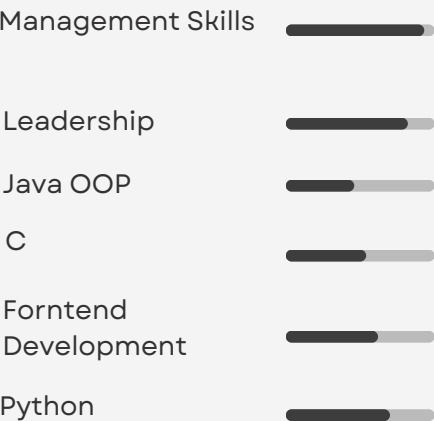 Management Skills
Leadership
Java OOP
C
Forntend
Development
Python